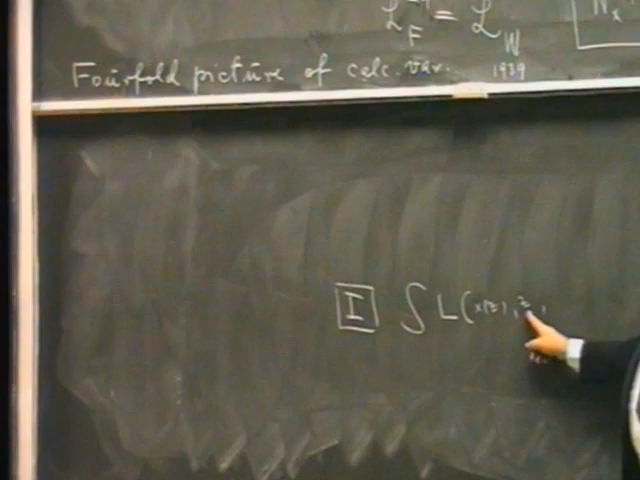 L_F = L_W
Fourfold picture of calc. var. 1939
I ∫ L(x(z), z,